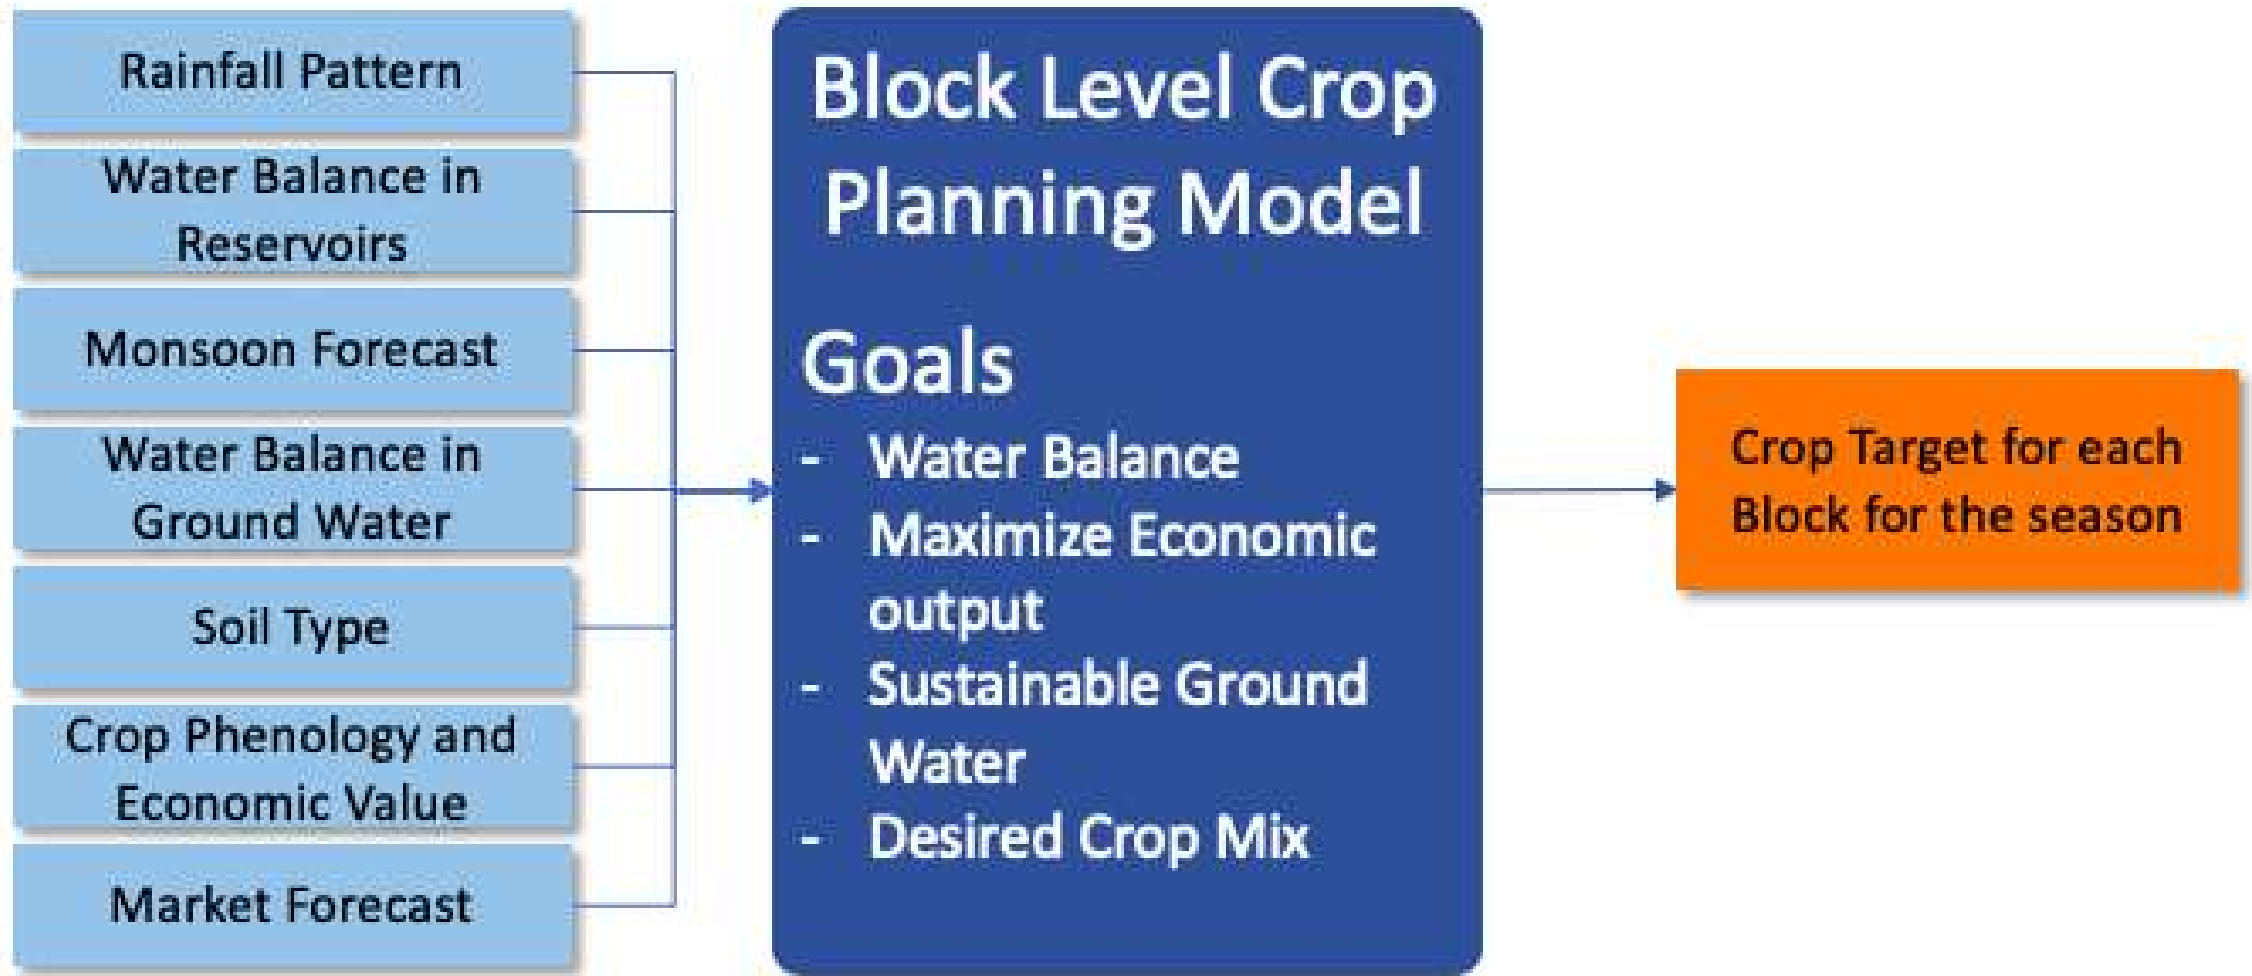 Rainfall Pattern
Water Balance in
Reservoirs
Monsoon Forecast
Water Balance in
Ground Water
Soil Type
Crop Phenology and
Economic Value
Market Forecast
Block Level Crop
Planning Model
Goals
- Water Balance
- Maximize Economic
output
- Sustainable Ground
Water
- Desired Crop Mix
Crop Target for each
Block for the season